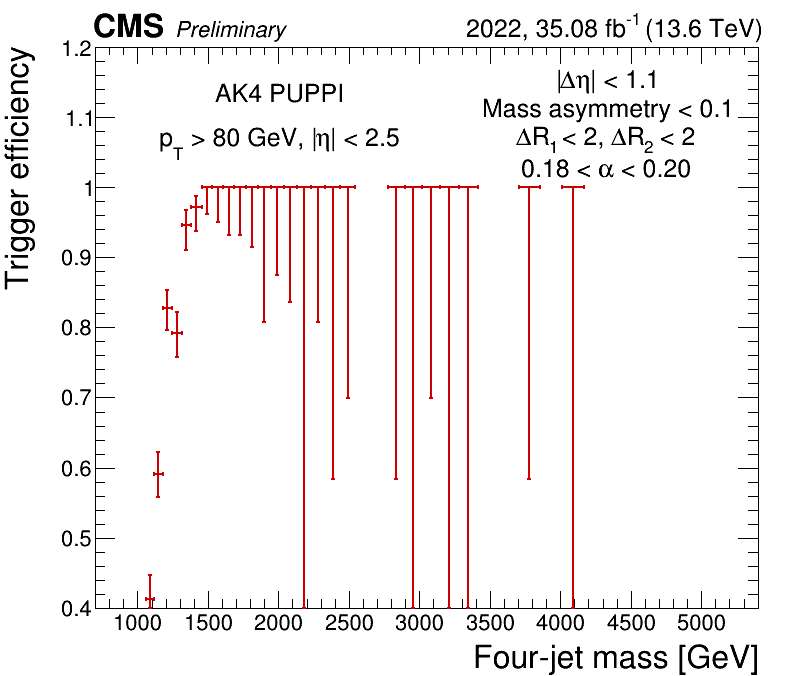 CMS Preliminary 2022, 35.08 fb⁻¹ (13.6 TeV)
AK4 PUPPI
p_T > 80 GeV, |η| < 2.5
|Δη| < 1.1
Mass asymmetry < 0.1
ΔR₁ < 2, ΔR₂ < 2
0.18 < α < 0.20
Trigger efficiency
1.2
1.1
1
0.9
0.8
0.7
0.6
0.5
0.4
1000 1500 2000 2500 3000 3500 4000 4500 5000
Four-jet mass [GeV]